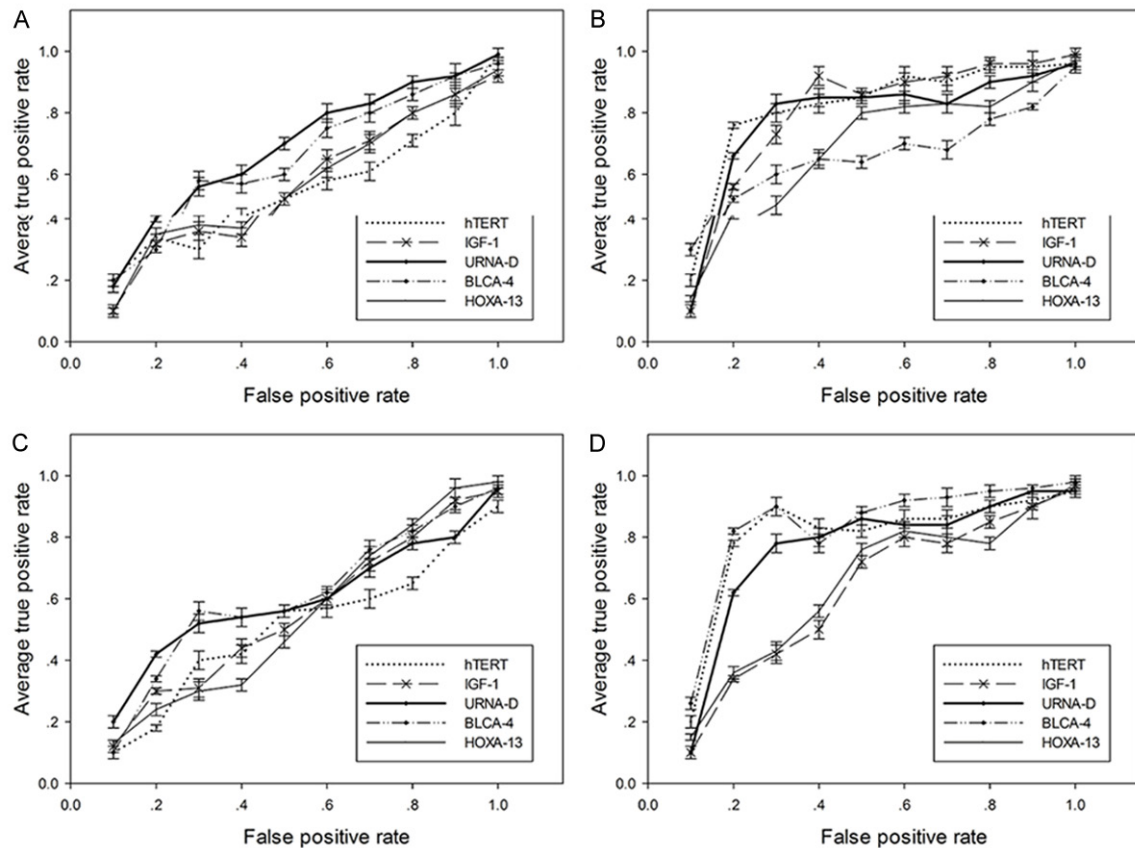 A
Average true positive rate
1.0
.8
.6
.4
.2
0.0
hTERT
IGF-1
URNA-D
BLCA-4
HOXA-13
0.0 .2 .4 .6 .8 1.0
False positive rate
B
Average true positive rate
1.0
.8
.6
.4
.2
0.0
hTERT
IGF-1
URNA-D
BLCA-4
HOXA-13
0.0 .2 .4 .6 .8 1.0
False positive rate
C
Average true positive rate
1.0
.8
.6
.4
.2
0.0
hTERT
IGF-1
URNA-D
BLCA-4
HOXA-13
0.0 .2 .4 .6 .8 1.0
False positive rate
D
Average true positive rate
1.0
.8
.6
.4
.2
0.0
hTERT
IGF-1
URNA-D
BLCA-4
HOXA-13
0.0 .2 .4 .6 .8 1.0
False positive rate